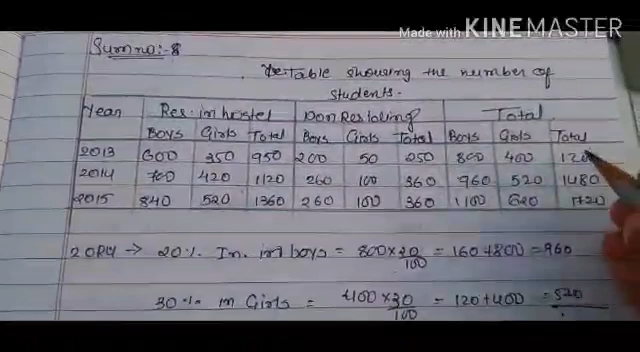 Made with KINEMASTER
Sum no:- 8
Table showing the number of
students.
Year Res. in hostel Non Residing Total
Boys Girls Total Boys Girls Total Boys Girls Total
2013 600 350 950 200 50 250 800 400
2014 700 420 1120 260 100 360 960 520 1480
2015 840 520 1360 260 100 360 1100 620 1720
2014 → 20% In. in boys = 800 × 20/100 = 160 + 800 = 960
30% in Girls = 400 × 30/100 = 120 + 400 = 520